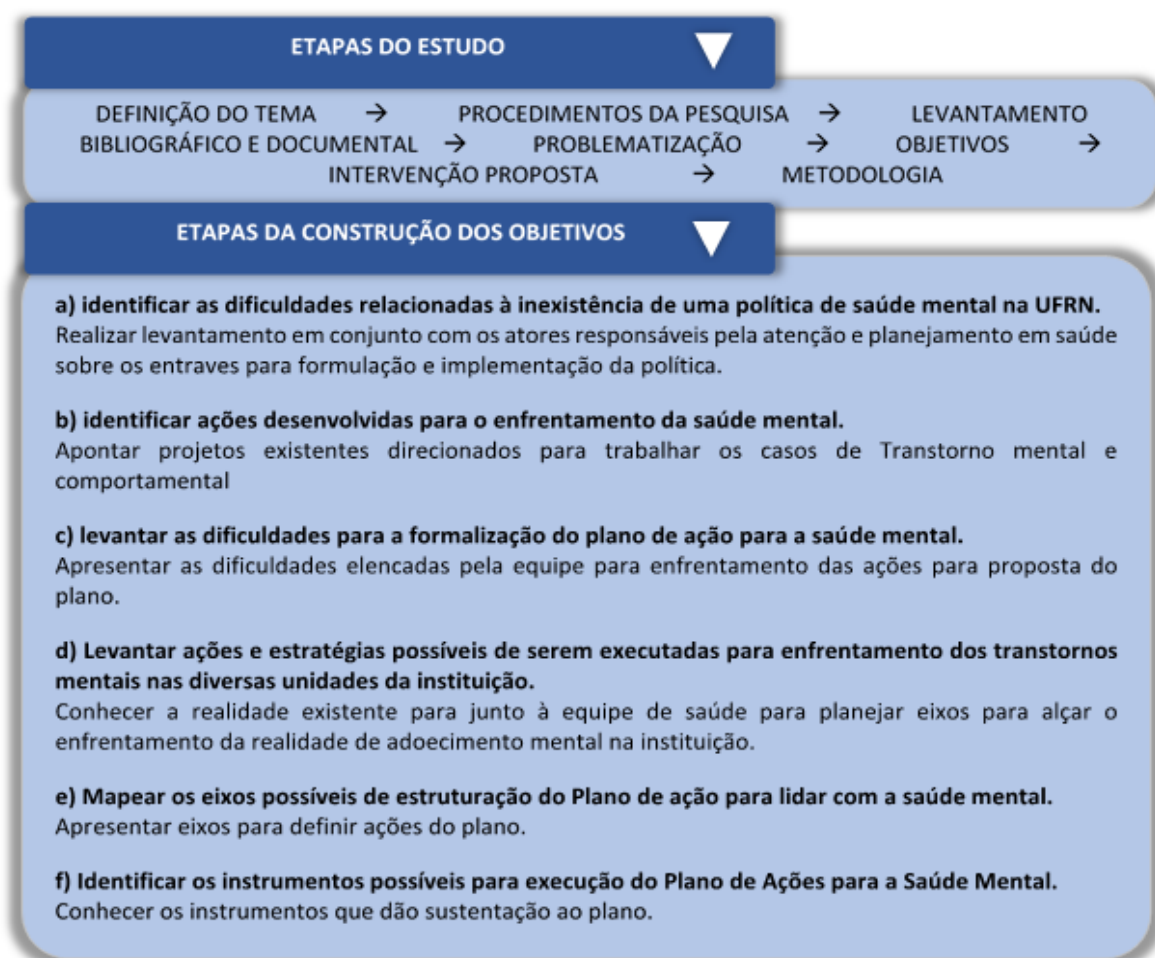 ETAPAS DO ESTUDO
DEFINIÇÃO DO TEMA → PROCEDIMENTOS DA PESQUISA → LEVANTAMENTO
BIBLIOGRÁFICO E DOCUMENTAL → PROBLEMATIZAÇÃO → OBJETIVOS →
INTERVENÇÃO PROPOSTA → METODOLOGIA
ETAPAS DA CONSTRUÇÃO DOS OBJETIVOS
a) identificar as dificuldades relacionadas à inexistência de uma política de saúde mental na UFRN.
Realizar levantamento em conjunto com os atores responsáveis pela atenção e planejamento em saúde
sobre os entraves para formulação e implementação da política.
b) identificar ações desenvolvidas para o enfrentamento da saúde mental.
Apontar projetos existentes direcionados para trabalhar os casos de Transtorno mental e
comportamental
c) levantar as dificuldades para a formalização do plano de ação para a saúde mental.
Apresentar as dificuldades elencadas pela equipe para enfrentamento das ações para proposta do
plano.
d) Levantar ações e estratégias possíveis de serem executadas para enfrentamento dos transtornos
mentais nas diversas unidades da instituição.
Conhecer a realidade existente para junto à equipe de saúde para planejar eixos para alçar o
enfrentamento da realidade de adoecimento mental na instituição.
e) Mapear os eixos possíveis de estruturação do Plano de ação para lidar com a saúde mental.
Apresentar eixos para definir ações do plano.
f) Identificar os instrumentos possíveis para execução do Plano de Ações para a Saúde Mental.
Conhecer os instrumentos que dão sustentação ao plano.